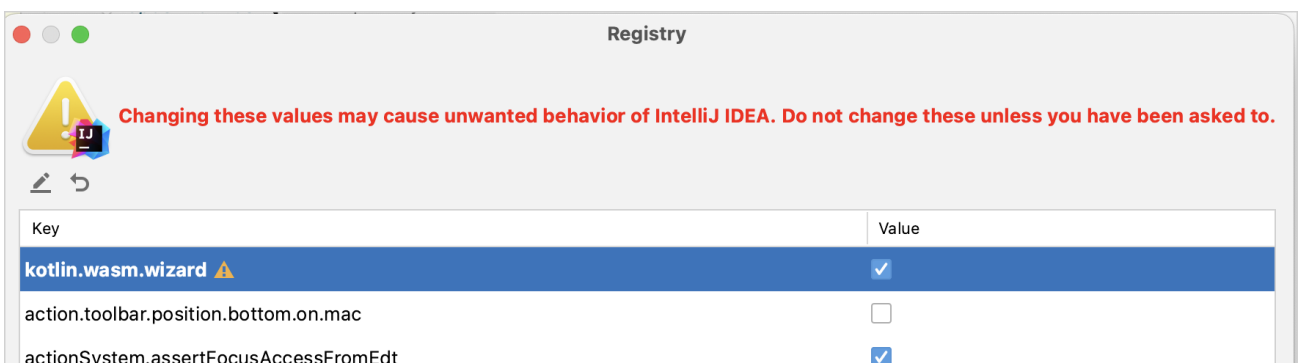 Registry
Changing these values may cause unwanted behavior of IntelliJ IDEA. Do not change these unless you have been asked to.
IJ
Key Value
kotlin.wasm.wizard
action.toolbar.position.bottom.on.mac
actionSystem.assertFocusAccessFromEdt